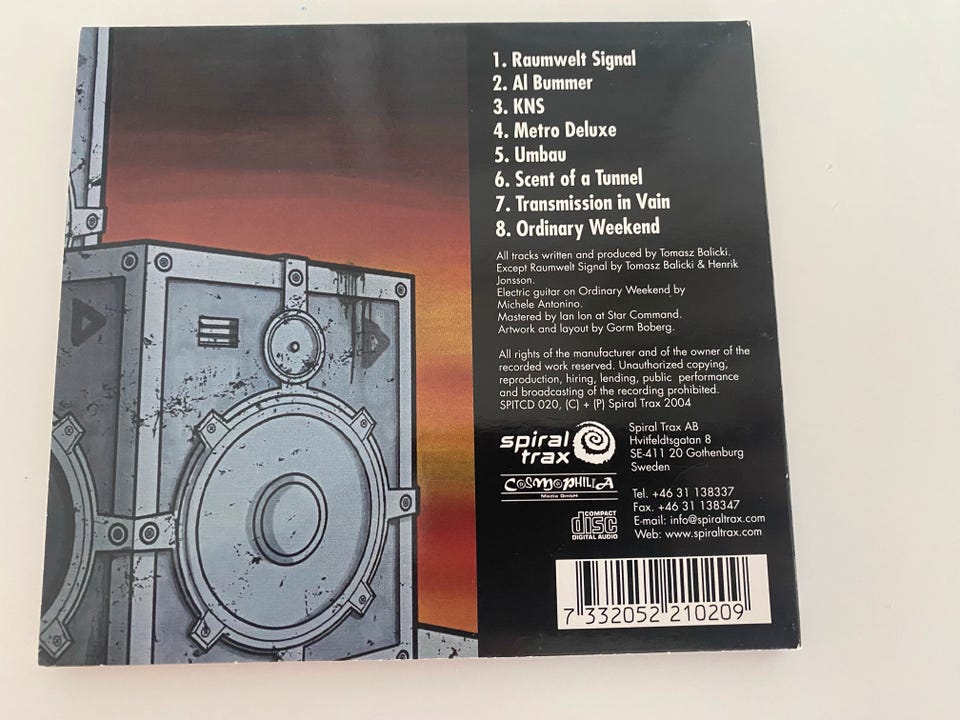 1. Raumwelt Signal
2. Al Bummer
3. KNS
4. Metro Deluxe
5. Umbau
6. Scent of a Tunnel
7. Transmission in Vain
8. Ordinary Weekend
All tracks written and produced by Tomasz Balicki.
Except Raumwelt Signal by Tomasz Balicki & Henrik
Jonsson.
Electric guitar on Ordinary Weekend by
Michele Antonino.
Mastered by Ian Ion at Star Command.
Artwork and layout by Gorm Boberg.
All rights of the manufacturer and of the owner of the
recorded work reserved. Unauthorized copying,
reproduction, hiring, lending, public performance
and broadcasting of the recording prohibited.
SPITCD 020, (C) + (P) Spiral Trax 2004
spiral
trax
COSMOPHILIA
Media GmbH
COMPACT
disc
DIGITAL AUDIO
Spiral Trax AB
Hvitfeldtsgatan 8
SE-411 20 Gothenburg
Sweden
Tel. +46 31 138337
Fax. +46 31 138347
E-mail: info@spiraltrax.com
Web: www.spiraltrax.com
7 332052 210209